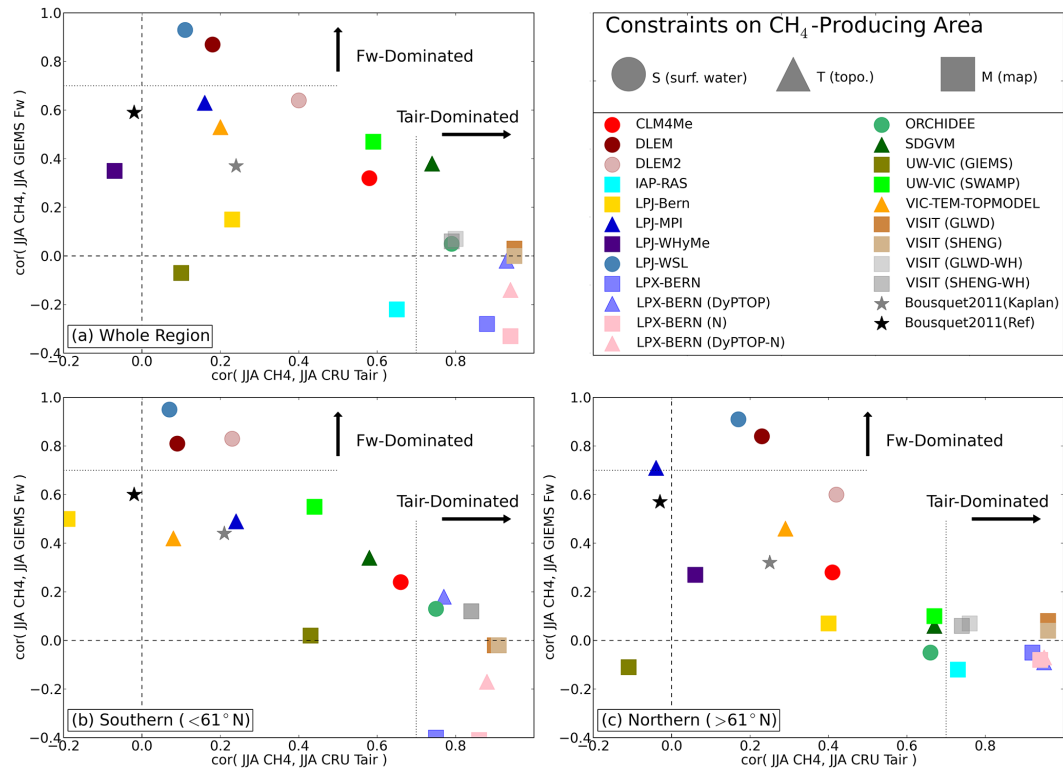 1.0
0.8
0.6
0.4
0.2
0.0
−0.2
−0.4
cor( JJA CH4, JJA GIEMS Fw )
Fw-Dominated
Tair-Dominated
(a) Whole Region
−0.2
0.0
0.2
0.4
0.6
0.8
cor( JJA CH4, JJA CRU Tair )
Constraints on CH4-Producing Area
S (surf. water)
T (topo.)
M (map)
CLM4Me
DLEM
DLEM2
IAP-RAS
LPJ-Bern
LPJ-MPI
LPJ-WHyMe
LPJ-WSL
LPX-BERN
LPX-BERN (DyPTOP)
LPX-BERN (N)
LPX-BERN (DyPTOP-N)
ORCHIDEE
SDGVM
UW-VIC (GIEMS)
UW-VIC (SWAMP)
VIC-TEM-TOPMODEL
VISIT (GLWD)
VISIT (SHENG)
VISIT (GLWD-WH)
VISIT (SHENG-WH)
Bousquet2011(Kaplan)
Bousquet2011(Ref)
1.0
0.8
0.6
0.4
0.2
0.0
−0.2
−0.4
cor( JJA CH4, JJA GIEMS Fw )
Fw-Dominated
Tair-Dominated
(b) Southern (<61°N)
−0.2
0.0
0.2
0.4
0.6
0.8
cor( JJA CH4, JJA CRU Tair )
1.0
0.8
0.6
0.4
0.2
0.0
−0.2
−0.4
cor( JJA CH4, JJA GIEMS Fw )
Fw-Dominated
Tair-Dominated
(c) Northern (>61°N)
−0.2
0.0
0.2
0.4
0.6
0.8
cor( JJA CH4, JJA CRU Tair )